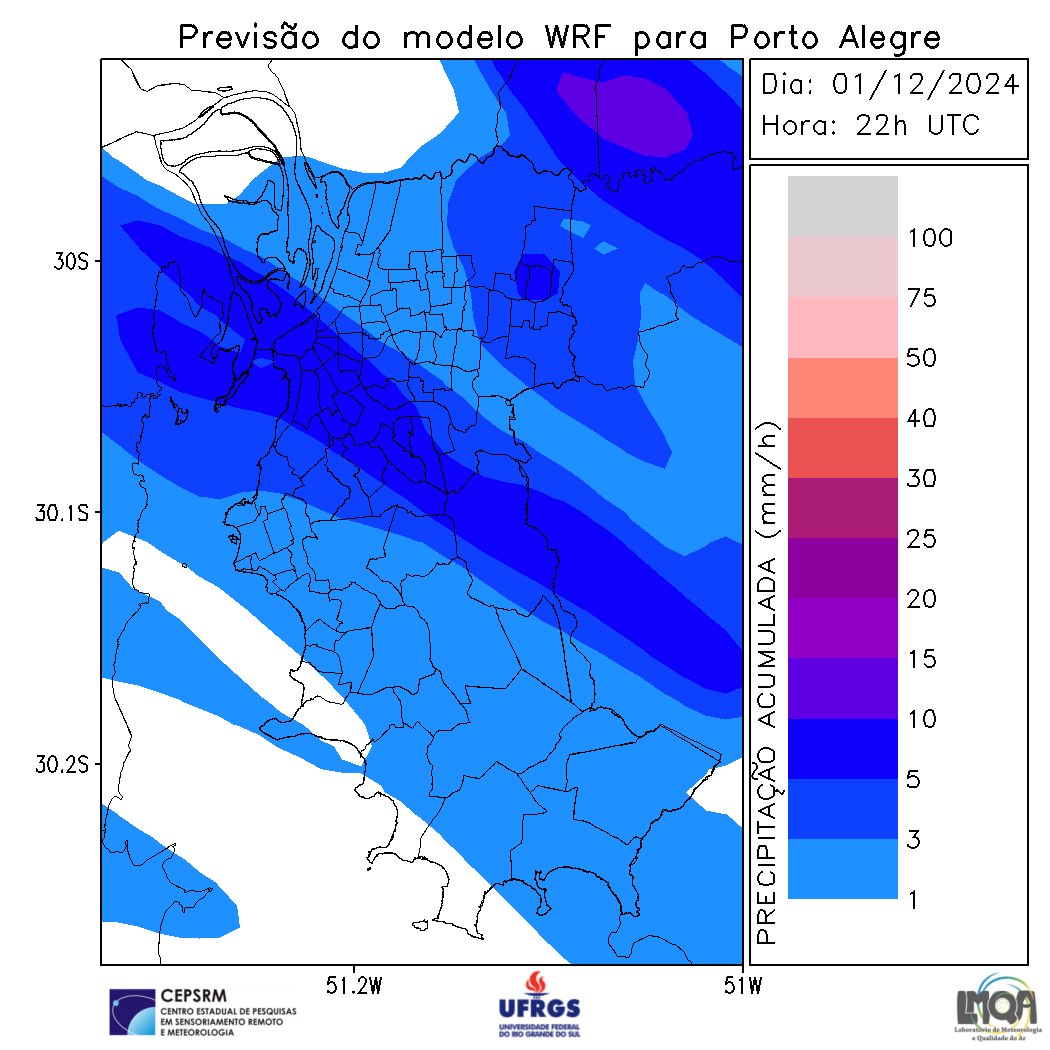 Previsão do modelo WRF para Porto Alegre
Dia: 01/12/2024
Hora: 22h UTC
30S
30.1S
30.2S
51.2W
51W
PRECIPITAÇÃO ACUMULADA (mm/h)
100
75
50
40
30
25
20
15
10
5
3
1
CEPSRM
CENTRO ESTADUAL DE PESQUISAS
EM SENSORIAMENTO REMOTO
E METEOROLOGIA
UFRGS
UNIVERSIDADE FEDERAL
DO RIO GRANDE DO SUL
LMQA
Laboratório de Meteorologia
e Qualidade do Ar